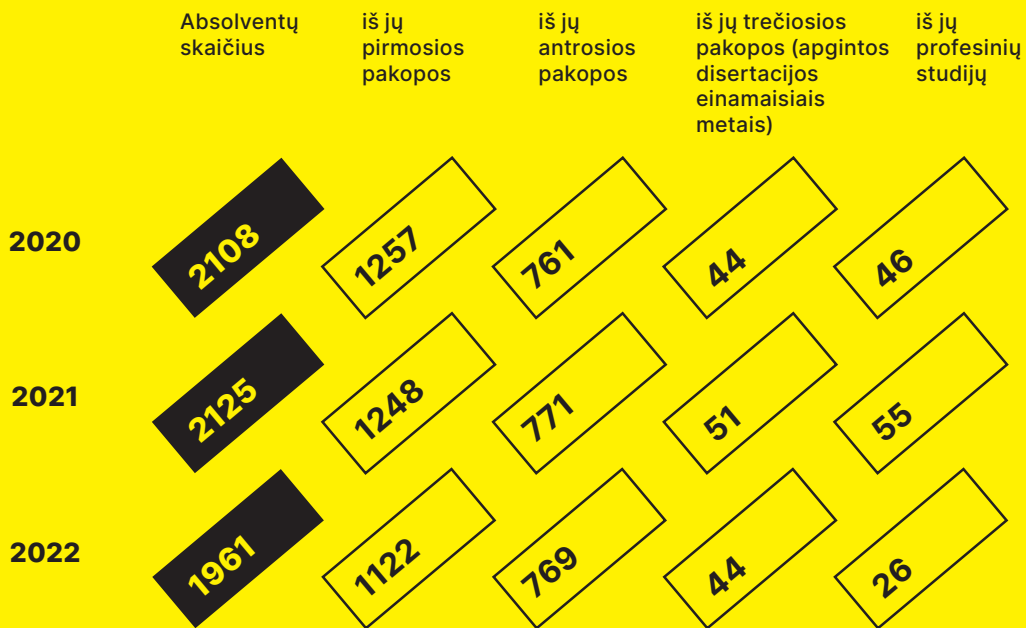 Absolventų
skaičius
iš jų
pirmosios
pakopos
iš jų
antrosios
pakopos
iš jų trečiosios
pakopos (apgintos
disertacijos
einamaisiais
metais)
iš jų
profesinių
studijų
2020
2108
1257
761
44
46
2021
2125
1248
771
51
55
2022
1961
1122
769
44
26